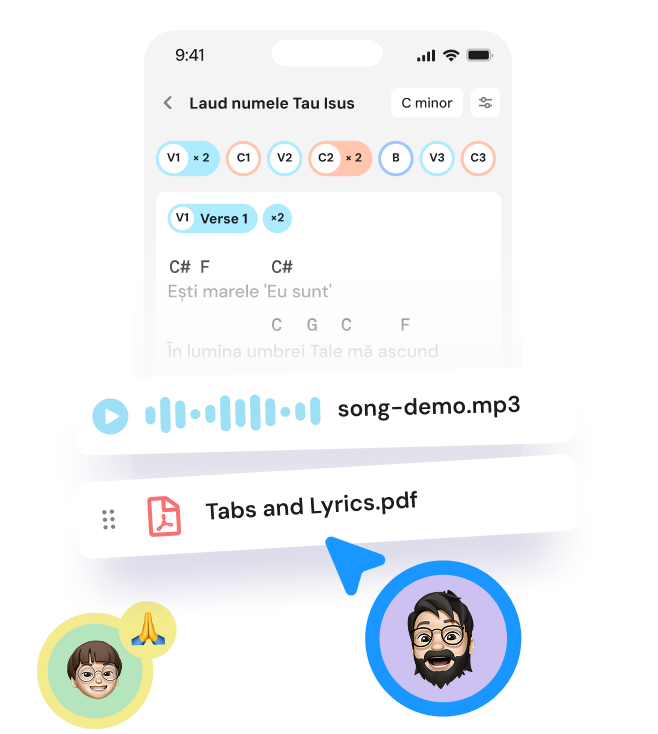 9:41
Laud numele Tau Isus C minor
V1 × 2 C1 V2 C2 × 2 B V3 C3
V1 Verse 1 ×2
C# F C#
Ești marele 'Eu sunt'
C G C F
În lumina umbrei Tale mă ascund
song-demo.mp3
Tabs and Lyrics.pdf